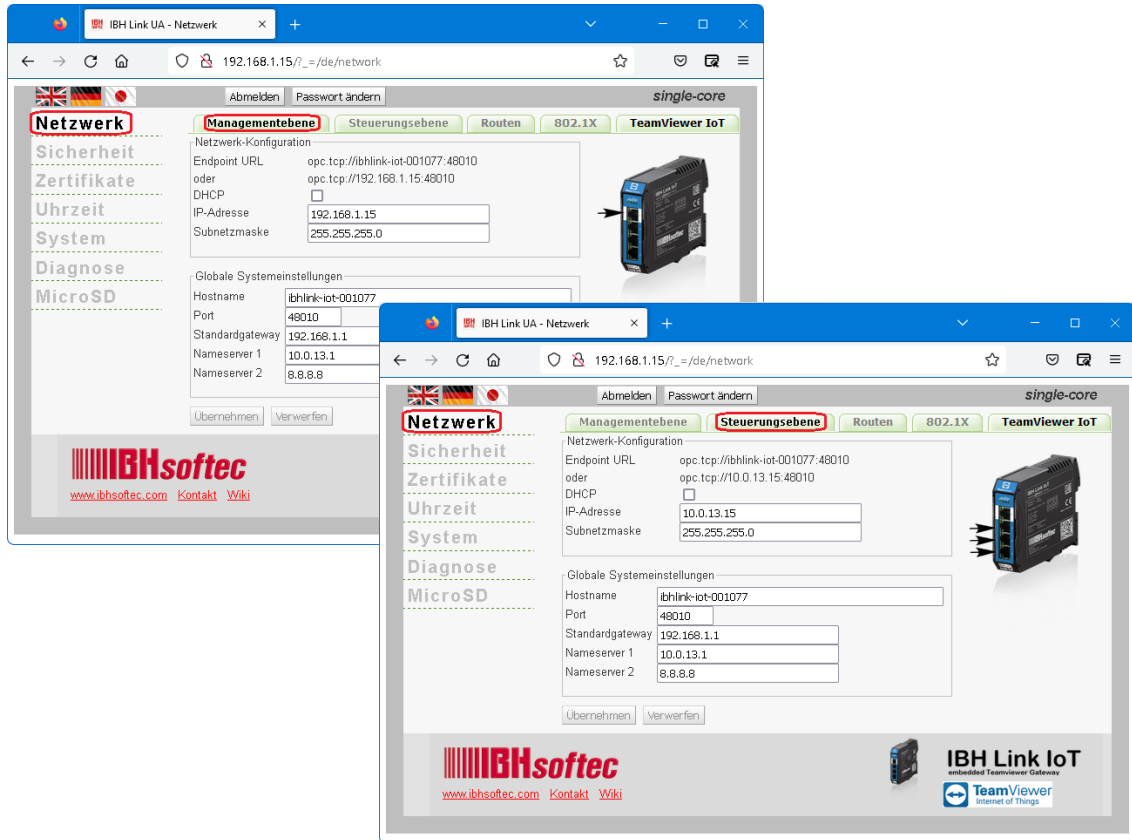 IBH Link UA - Netzwerk
192.168.1.15/?_=/de/network
Abmelden Passwort ändern single-core
Netzwerk
Sicherheit
Zertifikate
Uhrzeit
System
Diagnose
MicroSD
Managementebene Steuerungsebene Routen 802.1X TeamViewer IoT
Netzwerk-Konfiguration
Endpoint URL opc.tcp://ibhlink-iot-001077:48010
oder opc.tcp://192.168.1.15:48010
DHCP
IP-Adresse 192.168.1.15
Subnetzmaske 255.255.255.0
IBH Link IoT
Globale Systemeinstellungen
Hostname ibhlink-iot-001077
Port 48010
Standardgateway 192.168.1.1
Nameserver 1 10.0.13.1
Nameserver 2 8.8.8.8
Übernehmen Verwerfen
IBHsoftec
www.ibhsoftec.com Kontakt Wiki
IBH Link UA - Netzwerk
192.168.1.15/?_=/de/network
Abmelden Passwort ändern single-core
Netzwerk
Sicherheit
Zertifikate
Uhrzeit
System
Diagnose
MicroSD
Managementebene Steuerungsebene Routen 802.1X TeamViewer IoT
Netzwerk-Konfiguration
Endpoint URL opc.tcp://ibhlink-iot-001077:48010
oder opc.tcp://10.0.13.15:48010
DHCP
IP-Adresse 10.0.13.15
Subnetzmaske 255.255.255.0
IBH Link IoT
IBHsoftec
Globale Systemeinstellungen
Hostname ibhlink-iot-001077
Port 48010
Standardgateway 192.168.1.1
Nameserver 1 10.0.13.1
Nameserver 2 8.8.8.8
Übernehmen Verwerfen
IBHsoftec
www.ibhsoftec.com Kontakt Wiki
IBH Link IoT
embedded Teamviewer Gateway
TeamViewer
Internet of Things